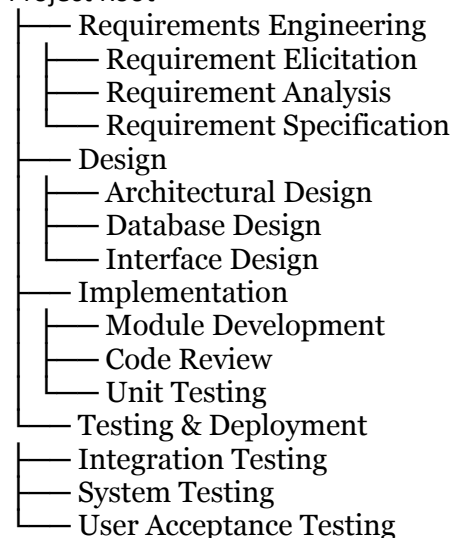 Requirements Engineering
Requirement Elicitation
Requirement Analysis
Requirement Specification
Design
Architectural Design
Database Design
Interface Design
Implementation
Module Development
Code Review
Unit Testing
Testing & Deployment
Integration Testing
System Testing
User Acceptance Testing